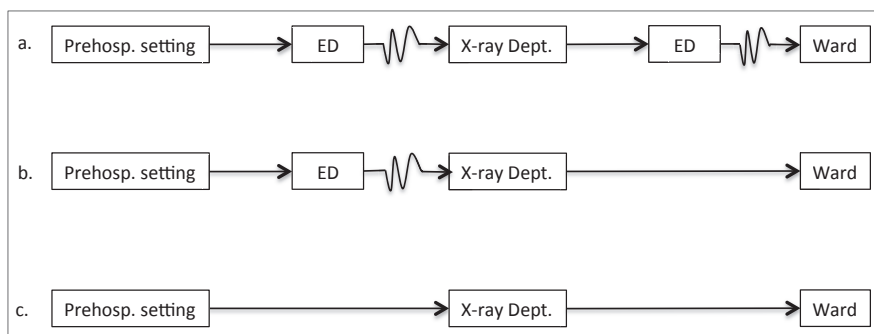 a. Prehosp. setting ED X-ray Dept. ED Ward
b. Prehosp. setting ED X-ray Dept. Ward
c. Prehosp. setting X-ray Dept. Ward